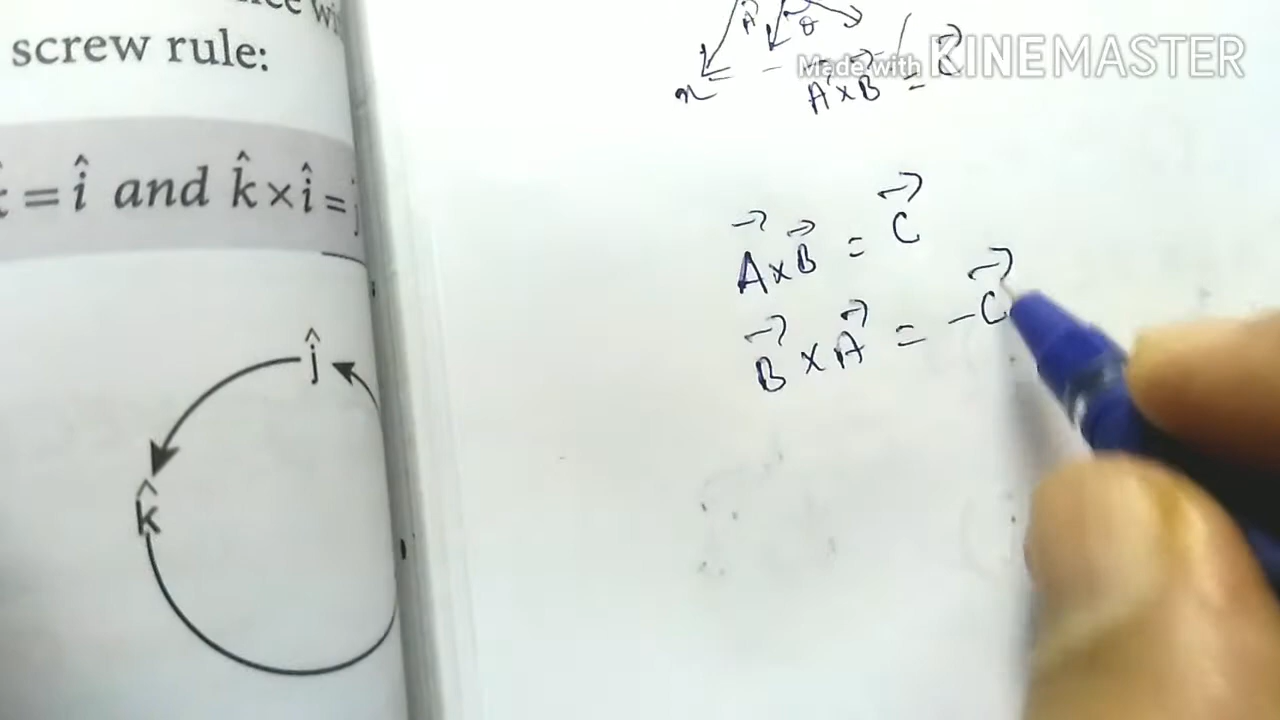 screw rule:
= î and k̂ × î =
ĵ
k̂
A
θ
Made with KINEMASTER
A⃗ × B⃗ = C⃗
A⃗ × B⃗ = C⃗
B⃗ × A⃗ = -C⃗